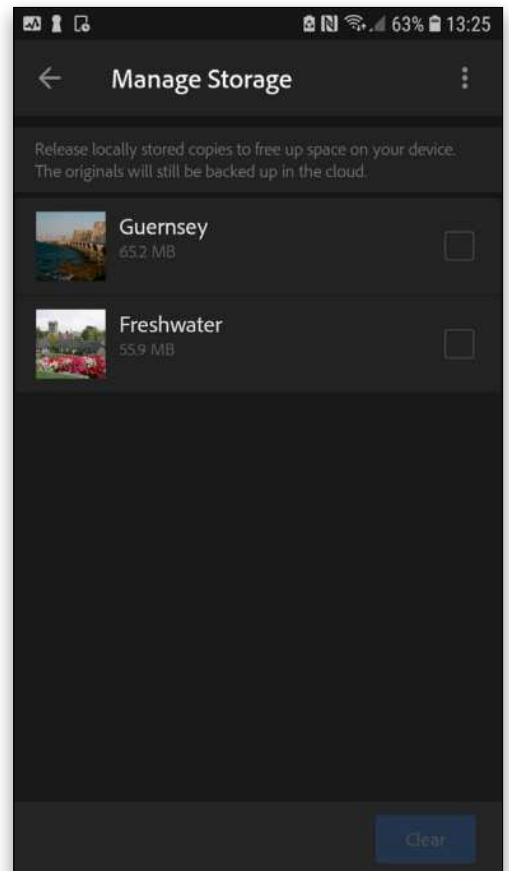 63% 13:25
Manage Storage
Release locally stored copies to free up space on your device.
The originals will still be backed up in the cloud.
Guernsey
65.2 MB
Freshwater
55.9 MB
Clear